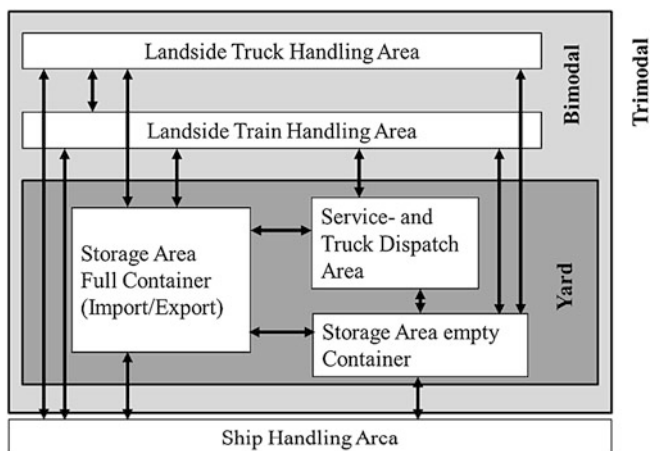 Landside Truck Handling Area
Landside Train Handling Area
Bimodal
Trimodal
Storage Area
Full Container
(Import/Export)
Service- and
Truck Dispatch
Area
Storage Area empty
Container
Yard
Ship Handling Area